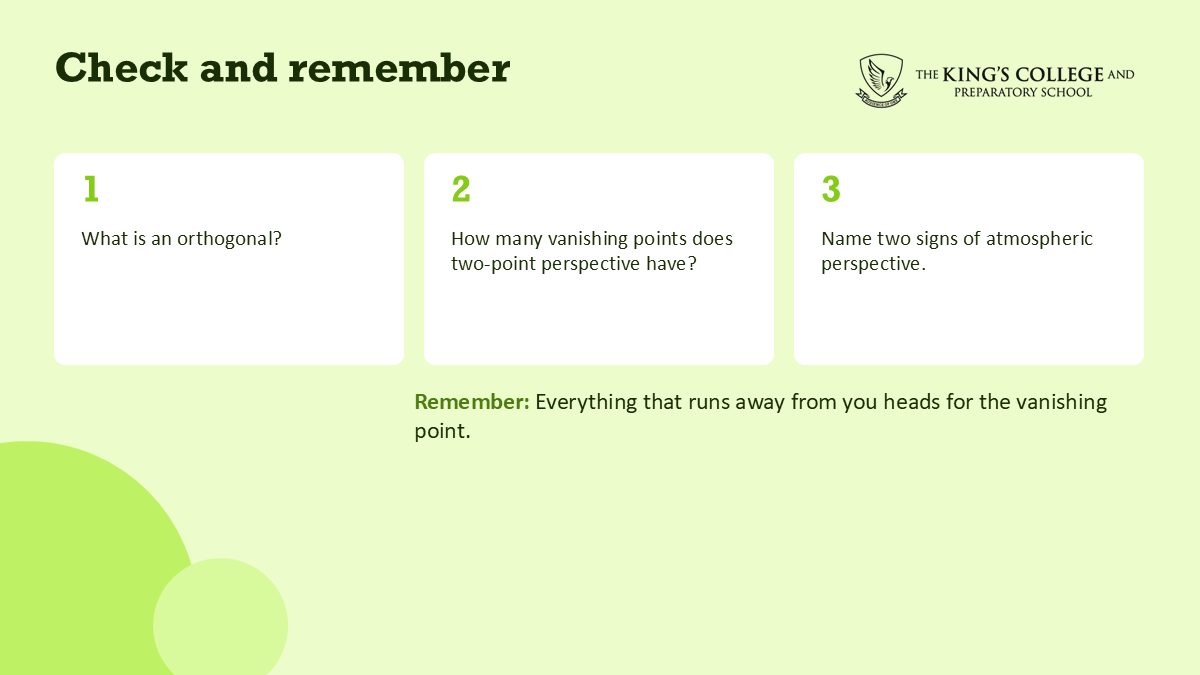 Check and remember
THE KING'S COLLEGE AND
PREPARATORY SCHOOL
1
What is an orthogonal?
2
How many vanishing points does
two-point perspective have?
3
Name two signs of atmospheric
perspective.
Remember: Everything that runs away from you heads for the vanishing
point.